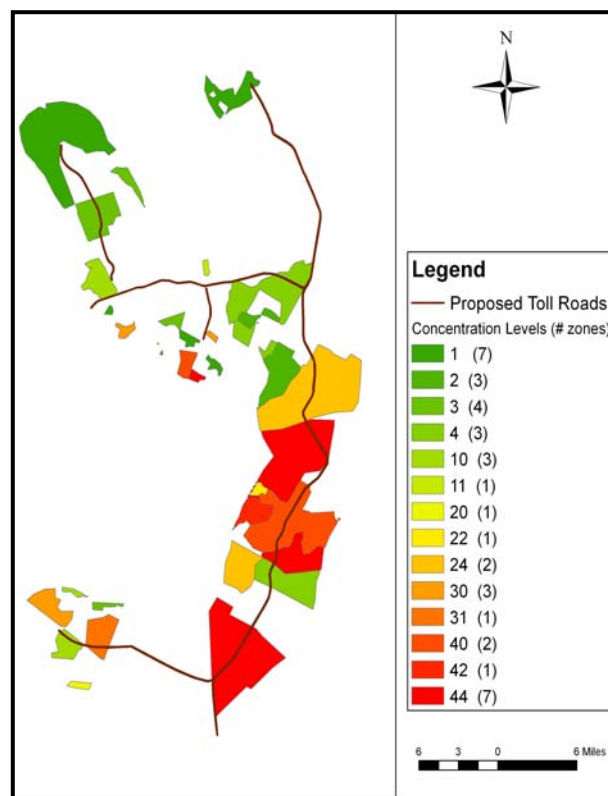 N
Legend
Proposed Toll Roads
Concentration Levels (# zones)
1 (7)
2 (3)
3 (4)
4 (3)
10 (3)
11 (1)
20 (1)
22 (1)
24 (2)
30 (3)
31 (1)
40 (2)
42 (1)
44 (7)
6 3 0 6 Miles